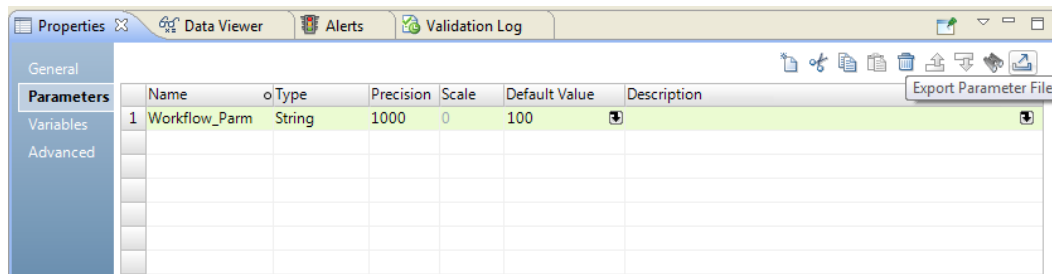 Properties Data Viewer Alerts Validation Log
General
Parameters
Variables
Advanced
Export Parameter File
Name Type Precision Scale Default Value Description
1 Workflow_Parm String 1000 0 100